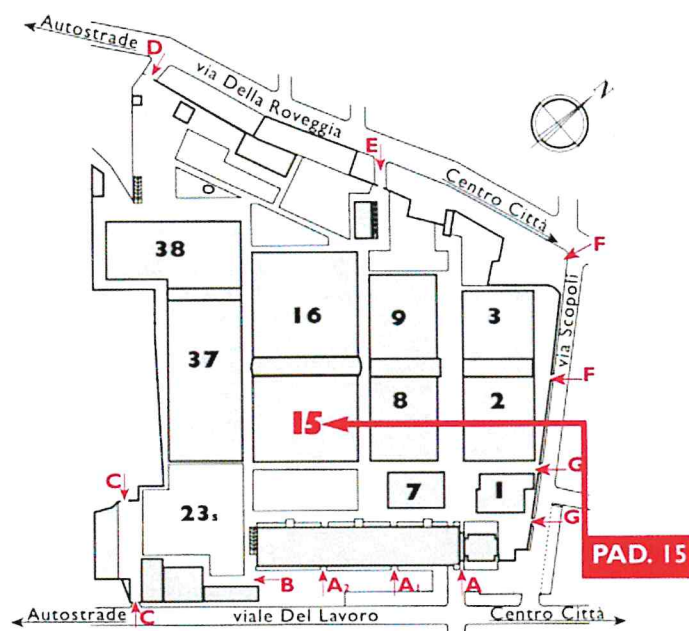 Autostrade
D
via Della Roveggia
N
E
Centro Città
F
38
16
9
3
via Scopoli
37
F
15
8
2
G
C
7
1
23s
G
PAD. 15
B
A2
A1
A
C
Autostrade
viale Del Lavoro
Centro Città